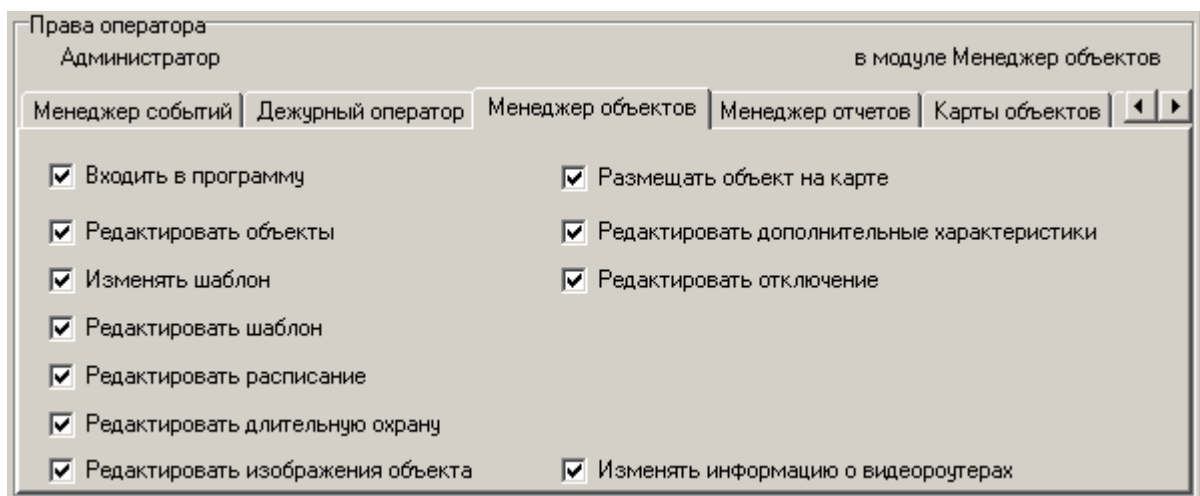 Права оператора
Администратор в модуле Менеджер объектов
Менеджер событий Дежурный оператор Менеджер объектов Менеджер отчетов Карты объектов
Входить в программу Размещать объект на карте
Редактировать объекты Редактировать дополнительные характеристики
Изменять шаблон Редактировать отключение
Редактировать шаблон
Редактировать расписание
Редактировать длительную охрану
Редактировать изображения объекта Изменять информацию о видеороутерах